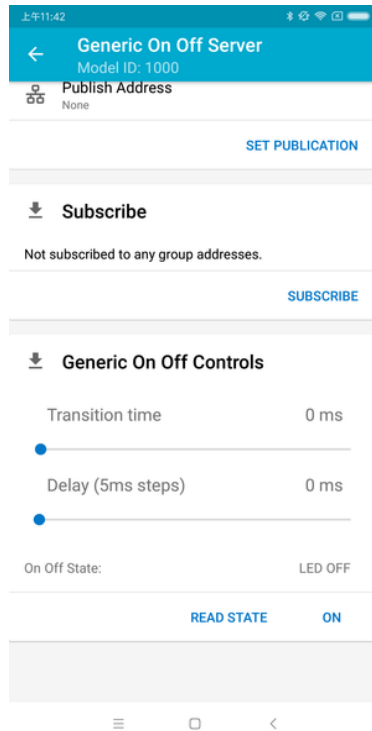 上午11:42
Generic On Off Server
Model ID: 1000
Publish Address
None
SET PUBLICATION
Subscribe
Not subscribed to any group addresses.
SUBSCRIBE
Generic On Off Controls
Transition time 0 ms
Delay (5ms steps) 0 ms
On Off State: LED OFF
READ STATE ON